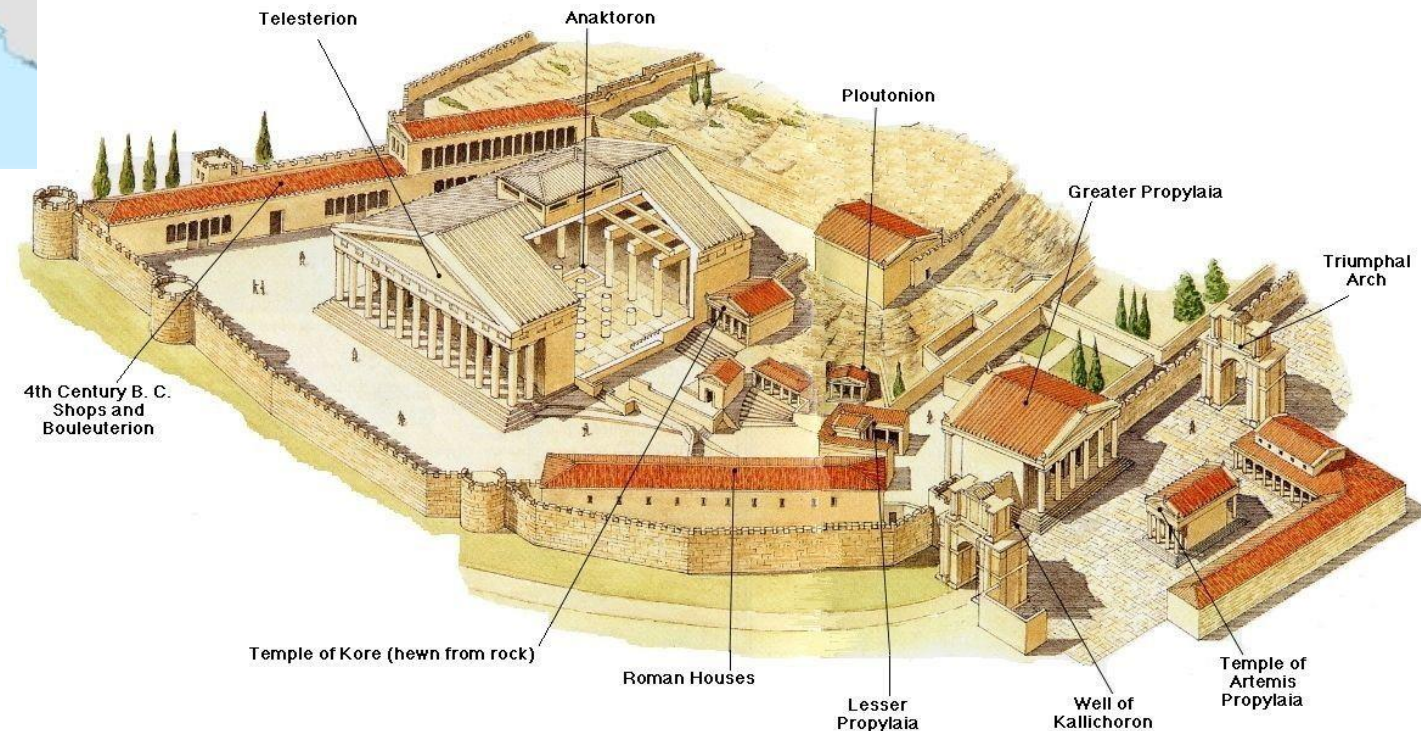 Telesterion
Anaktoron
Ploutonion
Greater Propylaia
Triumphal
Arch
4th Century B. C.
Shops and
Bouleuterion
Temple of Kore (hewn from rock)
Roman Houses
Lesser
Propylaia
Well of
Kallichoron
Temple of
Artemis
Propylaia